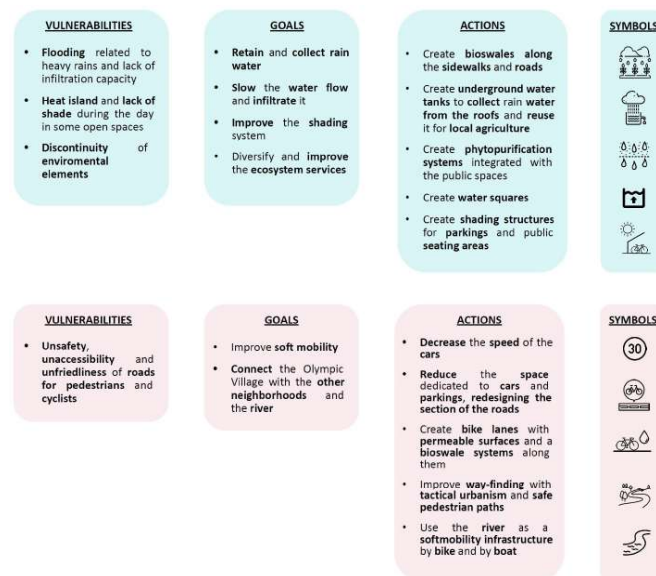 VULNERABILITIES
• Flooding related to
heavy rains and lack of
infiltration capacity
• Heat island and lack of
shade during the day
in some open spaces
• Discontinuity of
enviromental
elements
GOALS
• Retain and collect rain
water
• Slow the water flow
and infiltrate it
• Improve the shading
system
• Diversify and improve
the ecosystem services
ACTIONS
• Create bioswales along
the sidewalks and roads
• Create underground water
tanks to collect rain water
from the roofs and reuse
it for local agriculture
• Create phytopurification
systems integrated with
the public spaces
• Create water squares
• Create shading structures
for parkings and public
seating areas
SYMBOLS
VULNERABILITIES
• Unsafety,
unaccessibility and
unfriedliness of roads
for pedestrians and
cyclists
GOALS
• Improve soft mobility
• Connect the Olympic
Village with the other
neighborhoods and
the river
ACTIONS
• Decrease the speed of the
cars
• Reduce the space
dedicated to cars and
parkings, redesigning the
section of the roads
• Create bike lanes with
permeable surfaces and a
bioswale systems along
them
• Improve way-finding with
tactical urbanism and safe
pedestrian paths
• Use the river as a
softmobility infrastructure
by bike and by boat
SYMBOLS
30